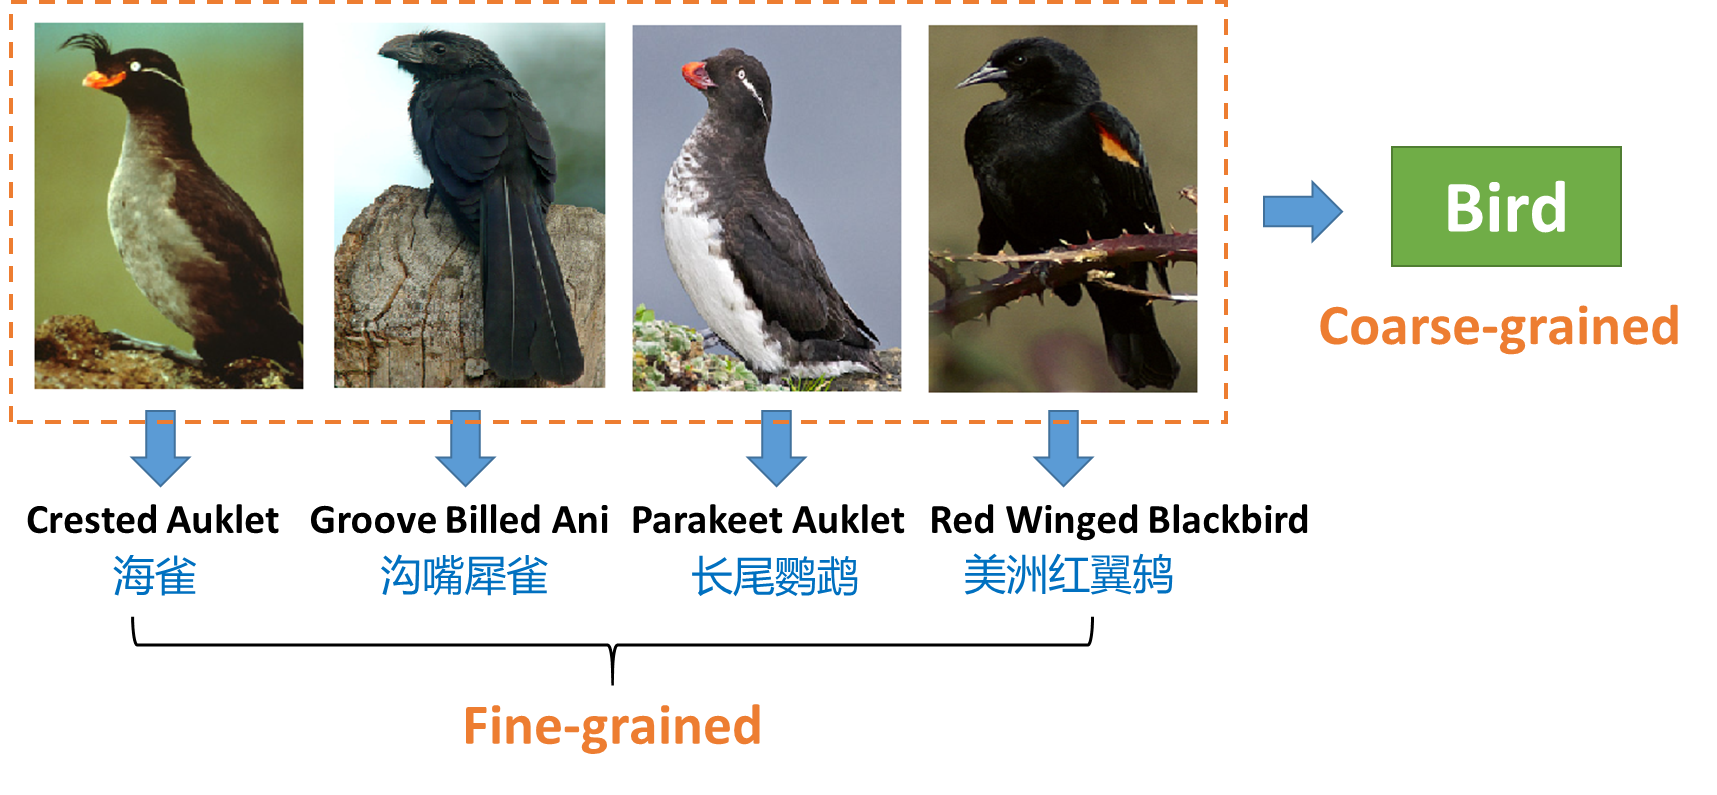 Bird
Coarse-grained
Crested Auklet
Groove Billed Ani
Parakeet Auklet
Red Winged Blackbird
海雀
沟嘴犀雀
长尾鹦鹉
美洲红翼鸫
Fine-grained